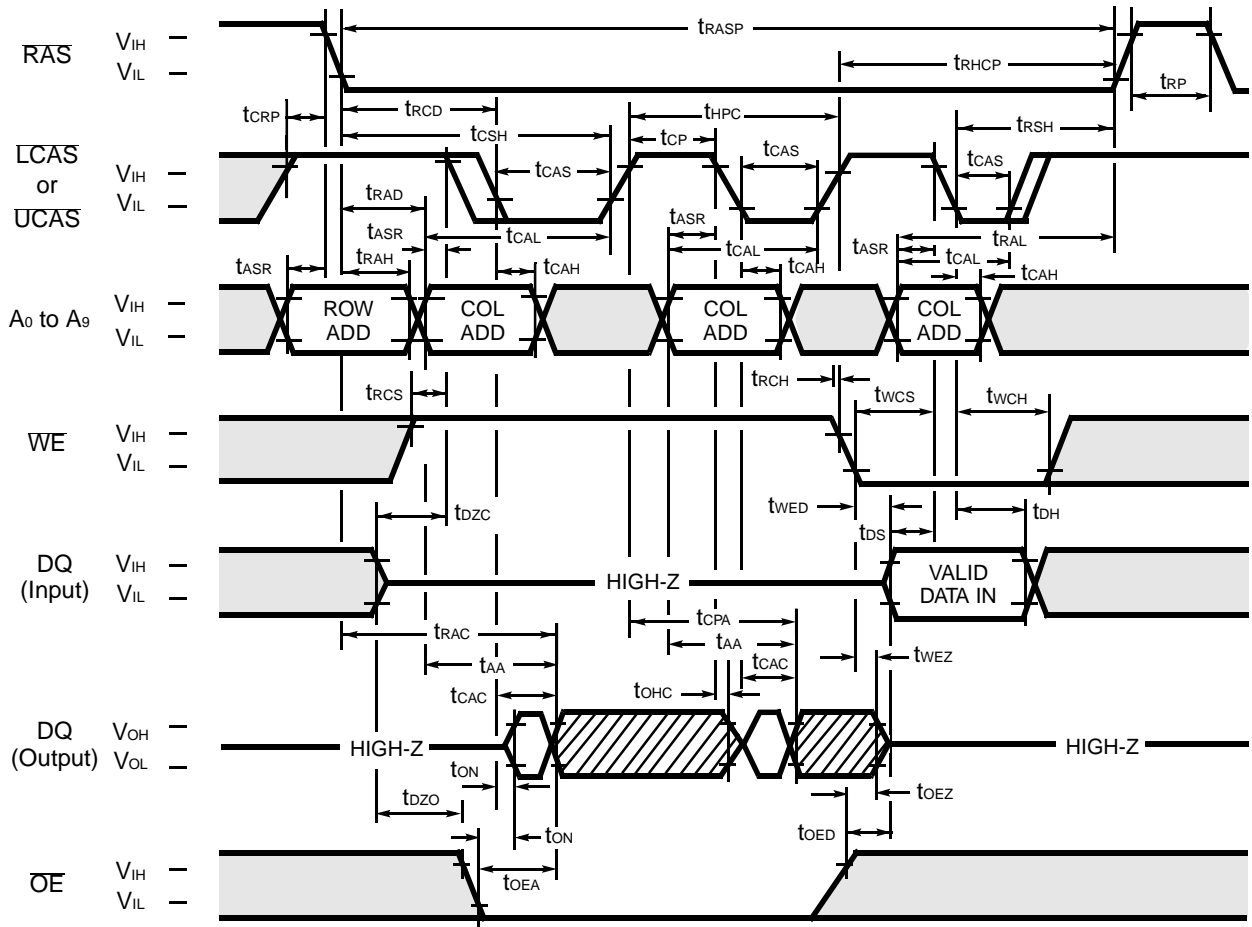 tRASP
RAS VIH
VIL
tRHCP
tRP
tCRP tRCD tHPC tRSH
tCSH tCP
LCAS
or
UCAS
VIH
VIL
tCAS tCAS tCAS
tRAD
tASR tCAL tASR tCAL tASR tRAL
tCAL
tASR tRAH tCAH tCAH tCAH
A0 to A9 VIH
VIL
ROW
ADD
COL
ADD
COL
ADD
COL
ADD
tRCS tRCH tWCS tWCH
WE VIH
VIL
tDZC tWED tDS tDH
DQ
(Input)
VIH
VIL
HIGH-Z
VALID
DATA IN
tRAC tCPA
tAA tAA tWEZ
tCAC tOHC tCAC
DQ
(Output)
VOH
VOL
HIGH-Z HIGH-Z
tON
tDZO tOEZ
tON tOED
OE VIH
VIL
tOEA